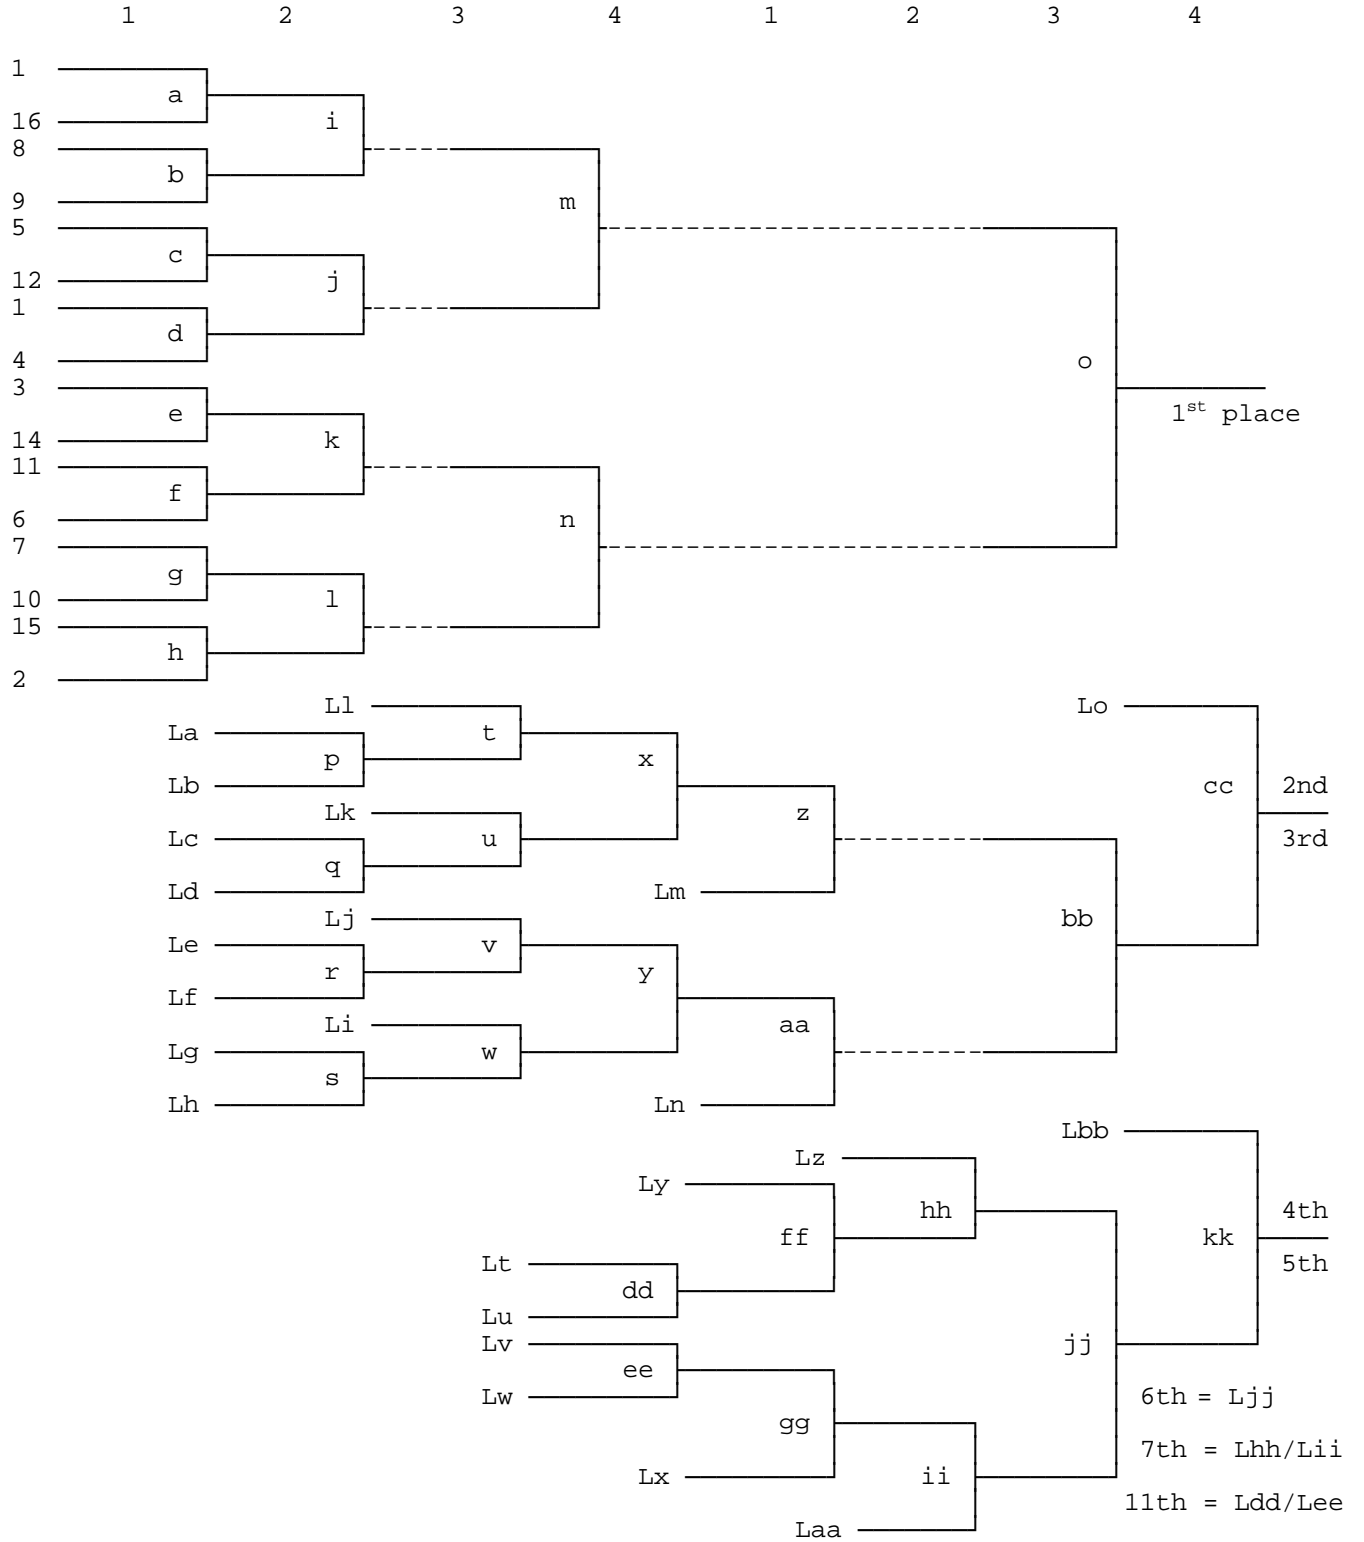 1 2 3 4 1 2 3 4
1
a
16 i
8
b
9 m
5
c
12 j
1
d
4 o
3
e 1st place
14 k
11
f
6 n
7
g
10 l
15
h
2
Ll Lo
La t
p x
Lb cc 2nd
Lk z
Lc u 3rd
q
Ld Lm
Lj bb
Le v
r y
Lf
Li aa
Lg w
s
Lh Ln
Lbb
Lz
Ly
hh 4th
ff kk
Lt 5th
dd
Lu
Lv jj
ee
Lw 6th = Ljj
gg
7th = Lhh/Lii
Lx ii
11th = Ldd/Lee
Laa